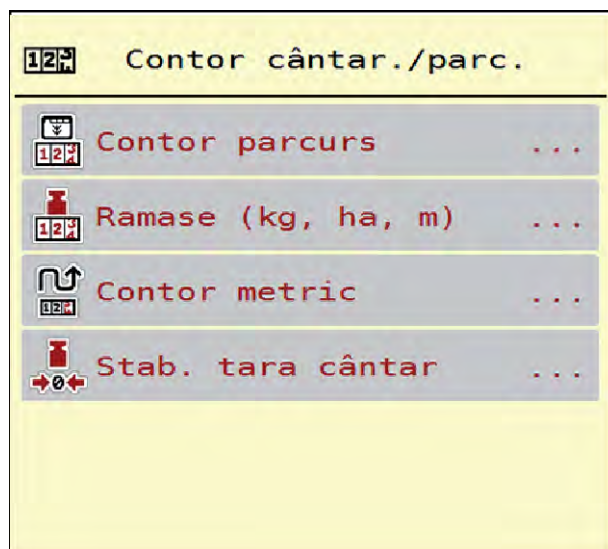 Contor cântar./parc.
Contor parcurs ...
Ramase (kg, ha, m) ...
Contor metric ...
Stab. tara cântar ...